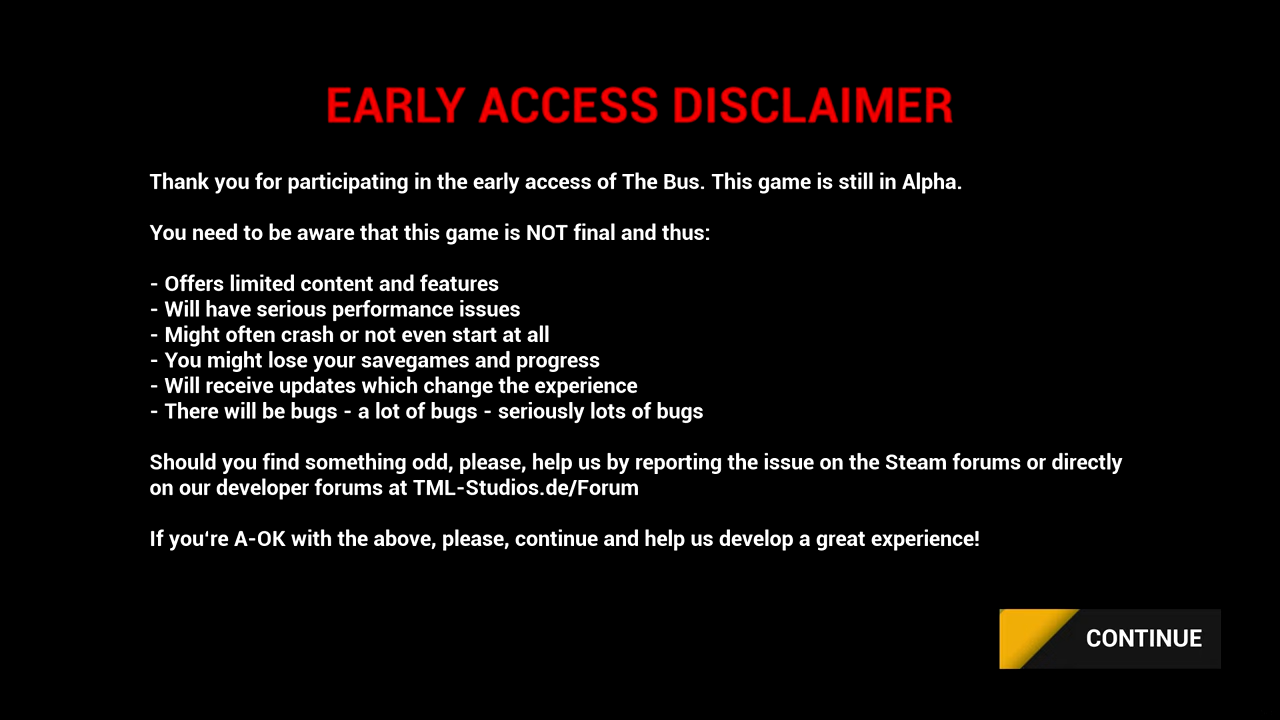 EARLY ACCESS DISCLAIMER
Thank you for participating in the early access of The Bus. This game is still in Alpha.
You need to be aware that this game is NOT final and thus:
- Offers limited content and features
- Will have serious performance issues
- Might often crash or not even start at all
- You might lose your savegames and progress
- Will receive updates which change the experience
- There will be bugs - a lot of bugs - seriously lots of bugs
Should you find something odd, please, help us by reporting the issue on the Steam forums or directly
on our developer forums at TML-Studios.de/Forum
If you‘re A-OK with the above, please, continue and help us develop a great experience!
CONTINUE